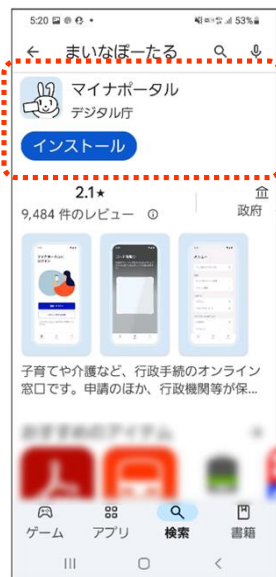 5:20
53%
まいなぽーたる
マイナポータル
デジタル庁
インストール
2.1★
9,484 件のレビュー
政府
メニュー
子育てや介護など、行政手続のオンライン
窓口です。申請のほか、行政機関等が保...
ゲーム
アプリ
検索
書籍